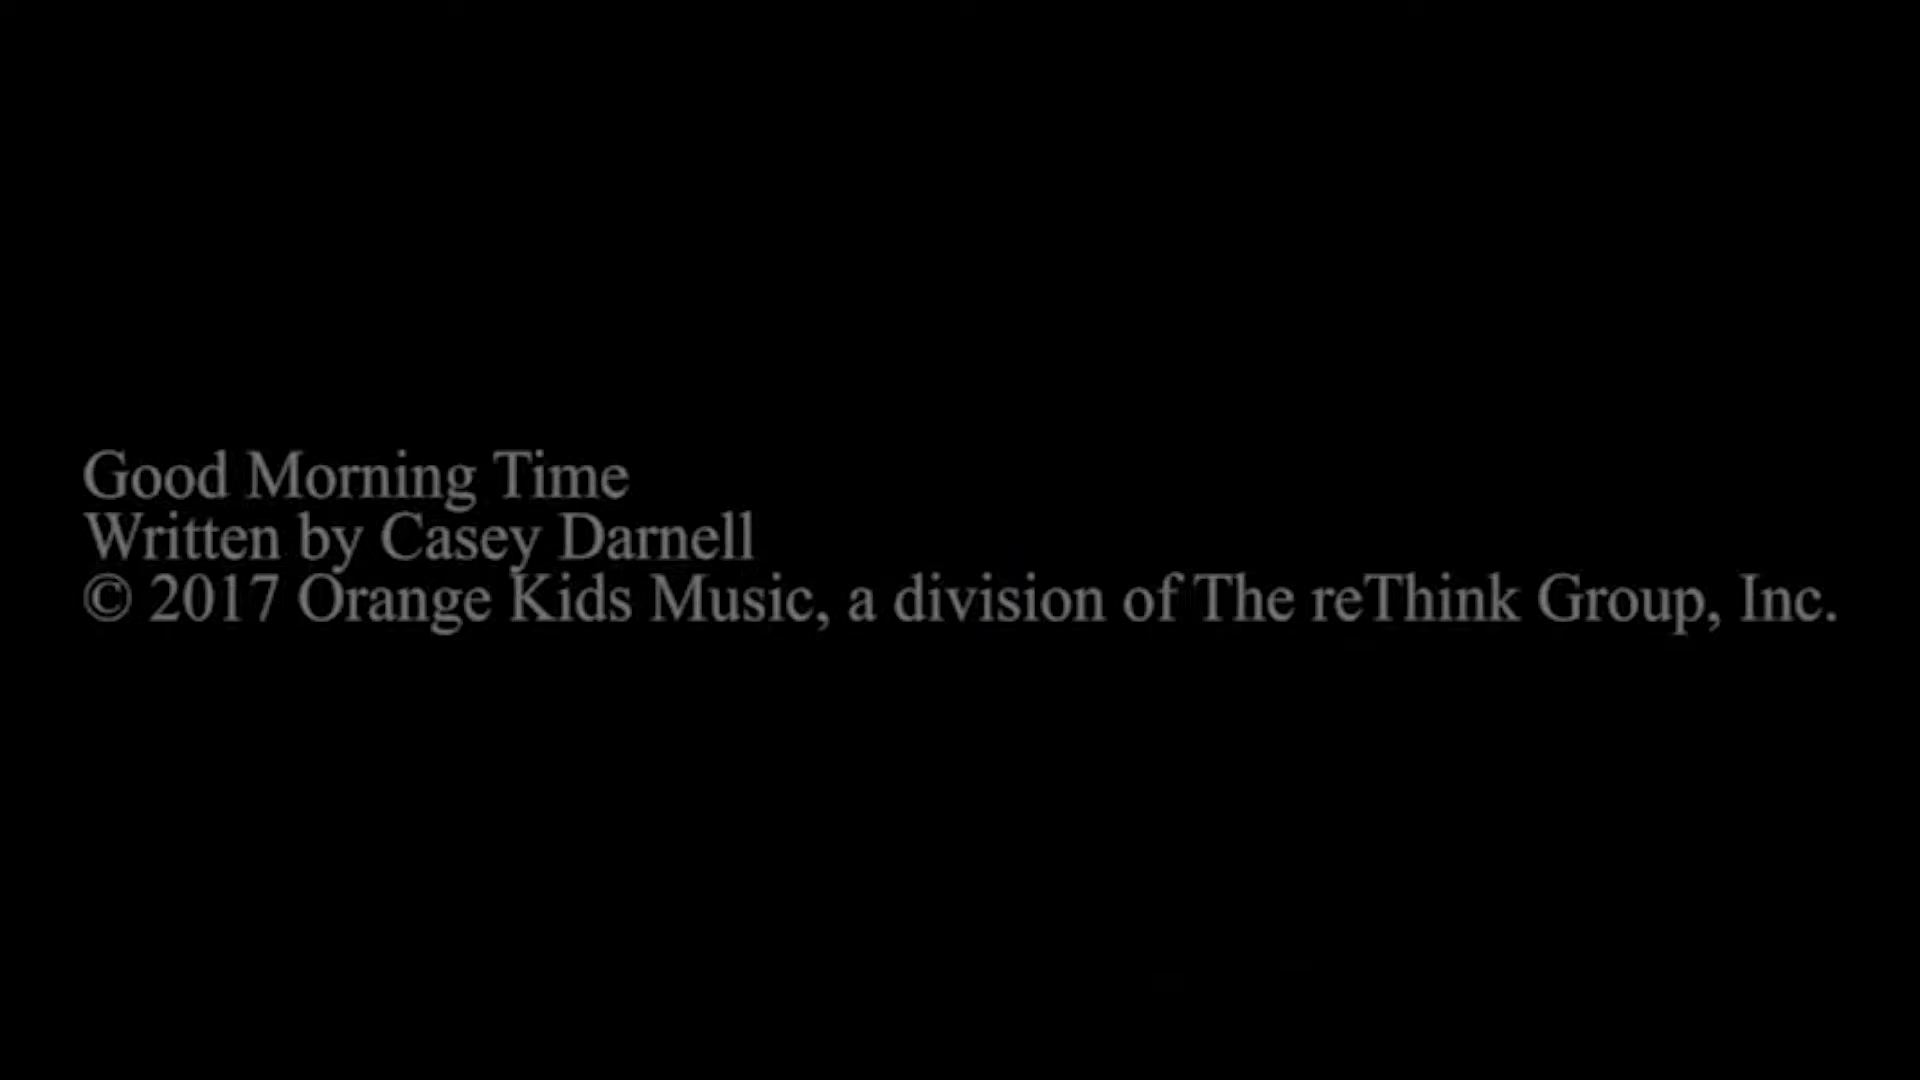 Good Morning Time
Written by Casey Darnell
© 2017 Orange Kids Music, a division of The reThink Group, Inc.